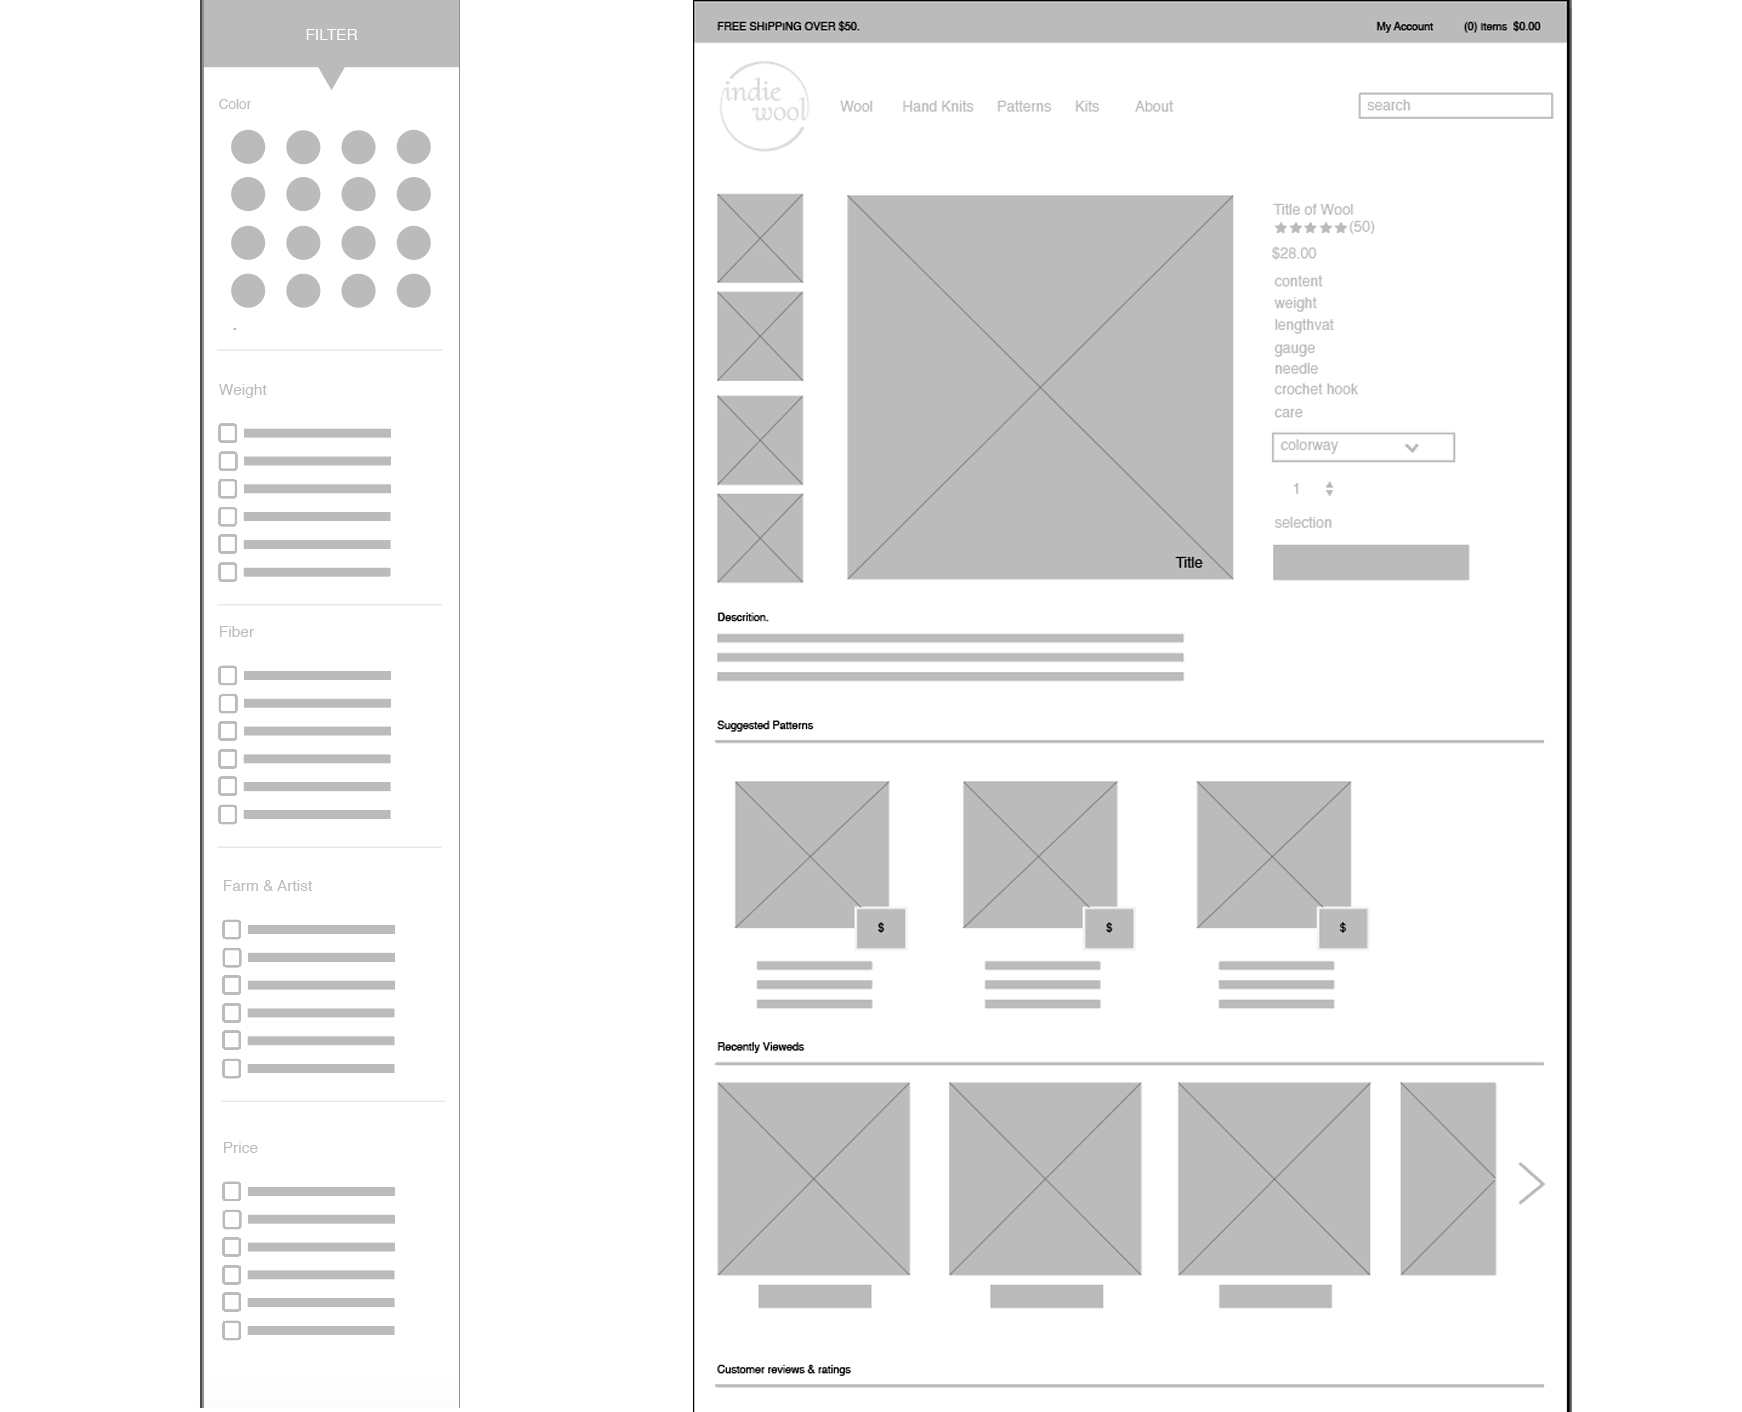 FILTER
Color
Weight
Fiber
Farm & Artist
Price
FREE SHiPPiNG OVER $50.
My Account (0) items $0.00
indie
wool
Wool Hand Knits Patterns Kits About
search
Title of Wool
★★★★★(50)
$28.00
content
weight
lengthvat
gauge
needle
crochet hook
care
colorway
1
selection
Title
Descrition.
Suggested Patterns
$ $ $
Recently Vieweds
Customer reviews & ratings